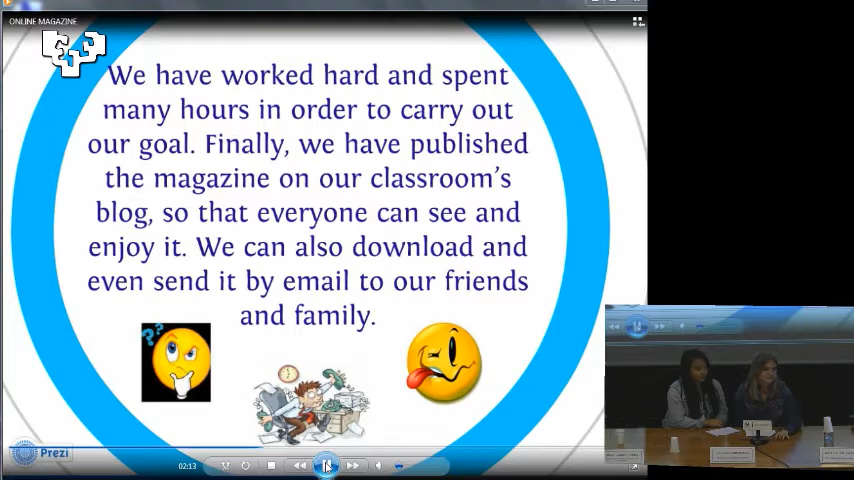 ONLINE MAGAZINE
We have worked hard and spent
many hours in order to carry out
our goal. Finally, we have published
the magazine on our classroom's
blog, so that everyone can see and
enjoy it. We can also download and
even send it by email to our friends
and family.
??
Prezi
02:13